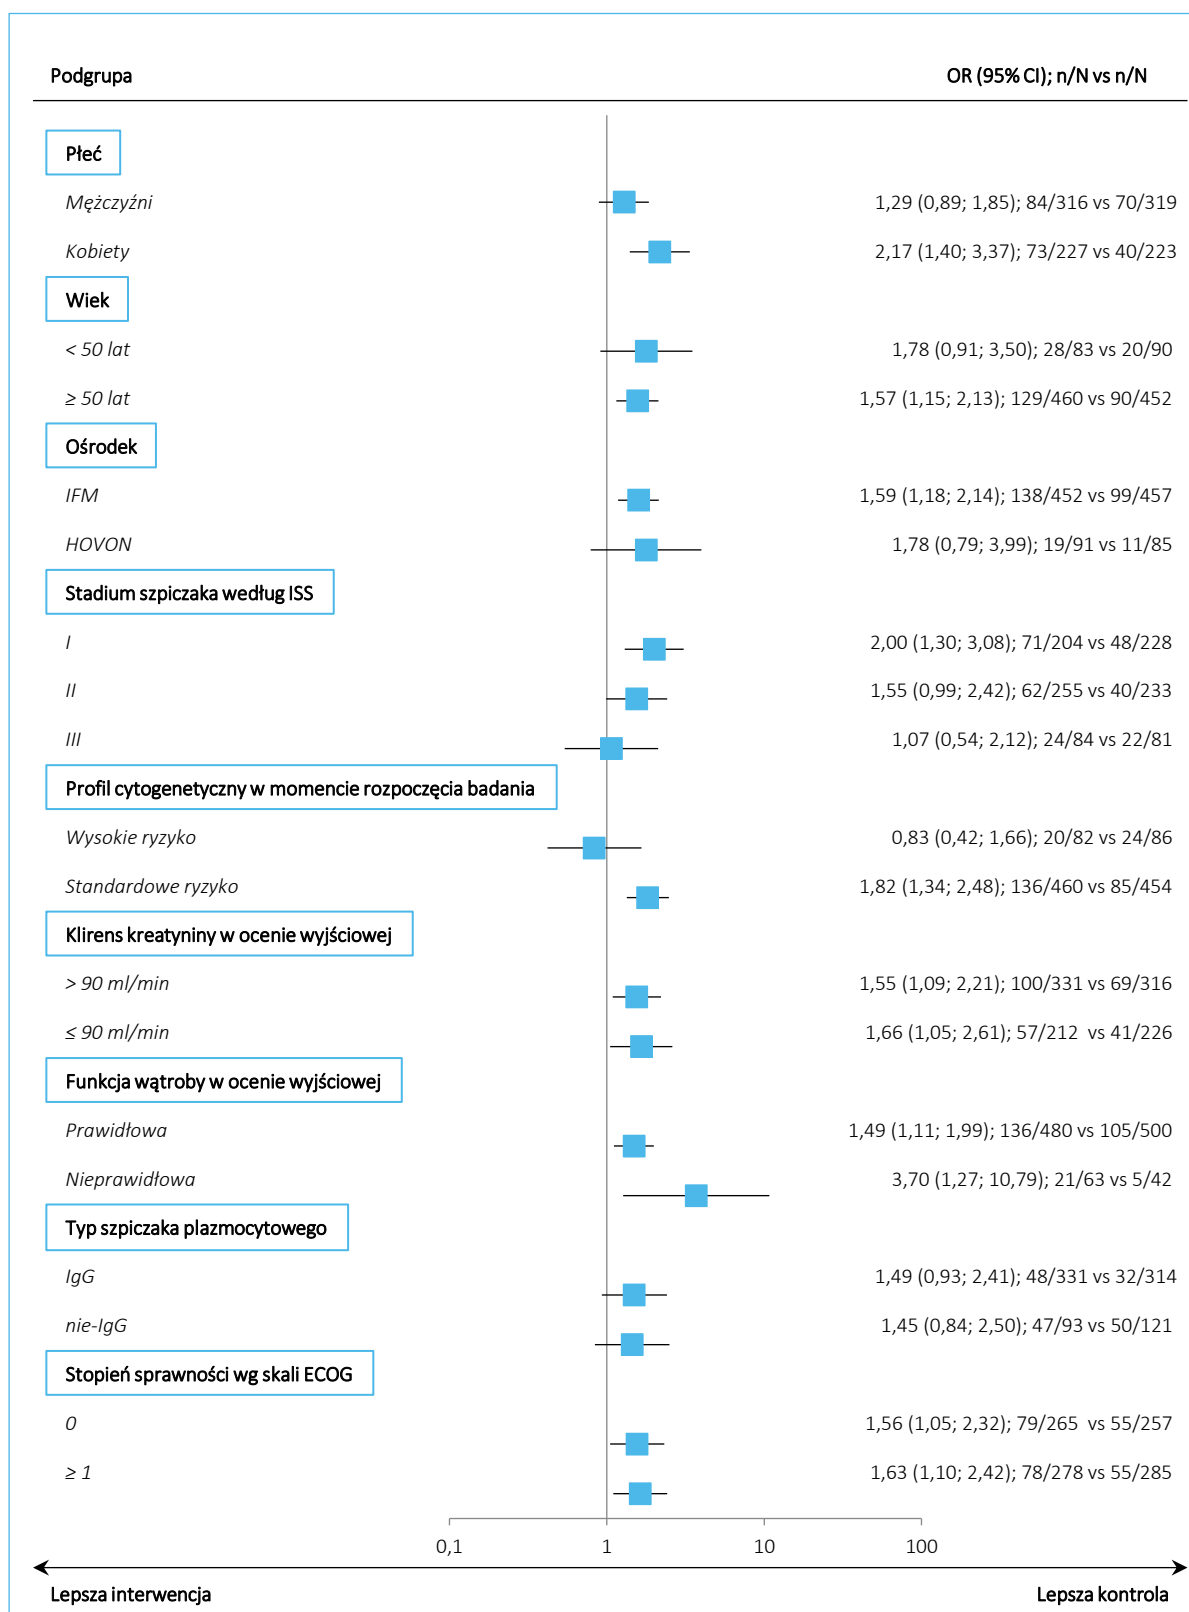 Podgrupa OR (95% CI); n/N vs n/N
Płeć
Mężczyźni 1,29 (0,89; 1,85); 84/316 vs 70/319
Kobiety 2,17 (1,40; 3,37); 73/227 vs 40/223
Wiek
< 50 lat 1,78 (0,91; 3,50); 28/83 vs 20/90
≥ 50 lat 1,57 (1,15; 2,13); 129/460 vs 90/452
Ośrodek
IFM 1,59 (1,18; 2,14); 138/452 vs 99/457
HOVON 1,78 (0,79; 3,99); 19/91 vs 11/85
Stadium szpiczaka według ISS
I 2,00 (1,30; 3,08); 71/204 vs 48/228
II 1,55 (0,99; 2,42); 62/255 vs 40/233
III 1,07 (0,54; 2,12); 24/84 vs 22/81
Profil cytogenetyczny w momencie rozpoczęcia badania
Wysokie ryzyko 0,83 (0,42; 1,66); 20/82 vs 24/86
Standardowe ryzyko 1,82 (1,34; 2,48); 136/460 vs 85/454
Klirens kreatyniny w ocenie wyjściowej
> 90 ml/min 1,55 (1,09; 2,21); 100/331 vs 69/316
≤ 90 ml/min 1,66 (1,05; 2,61); 57/212 vs 41/226
Funkcja wątroby w ocenie wyjściowej
Prawidłowa 1,49 (1,11; 1,99); 136/480 vs 105/500
Nieprawidłowa 3,70 (1,27; 10,79); 21/63 vs 5/42
Typ szpiczaka plazmocytowego
IgG 1,49 (0,93; 2,41); 48/331 vs 32/314
nie-IgG 1,45 (0,84; 2,50); 47/93 vs 50/121
Stopień sprawności wg skali ECOG
0 1,56 (1,05; 2,32); 79/265 vs 55/257
≥ 1 1,63 (1,10; 2,42); 78/278 vs 55/285
0,1 1 10 100
Lepsza interwencja Lepsza kontrola